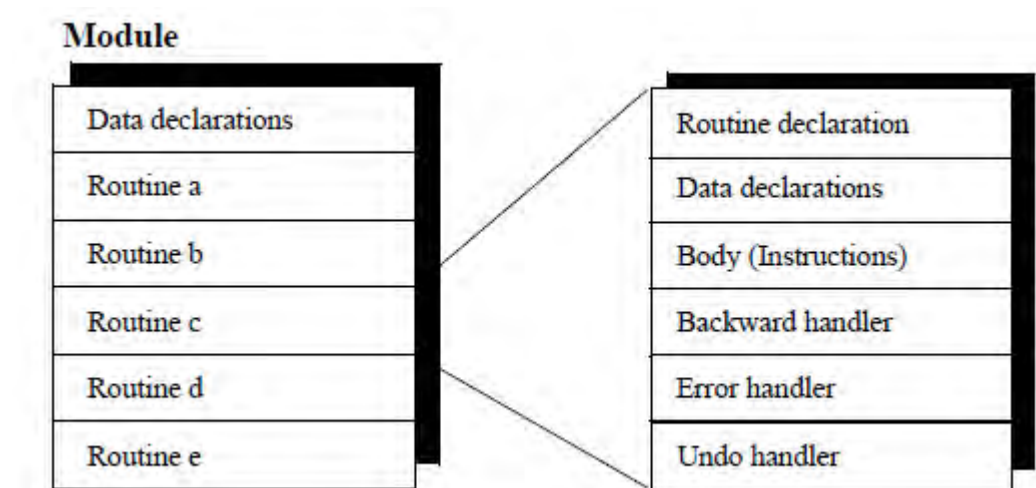 Module
Data declarations
Routine a
Routine b
Routine c
Routine d
Routine e
Routine declaration
Data declarations
Body (Instructions)
Backward handler
Error handler
Undo handler